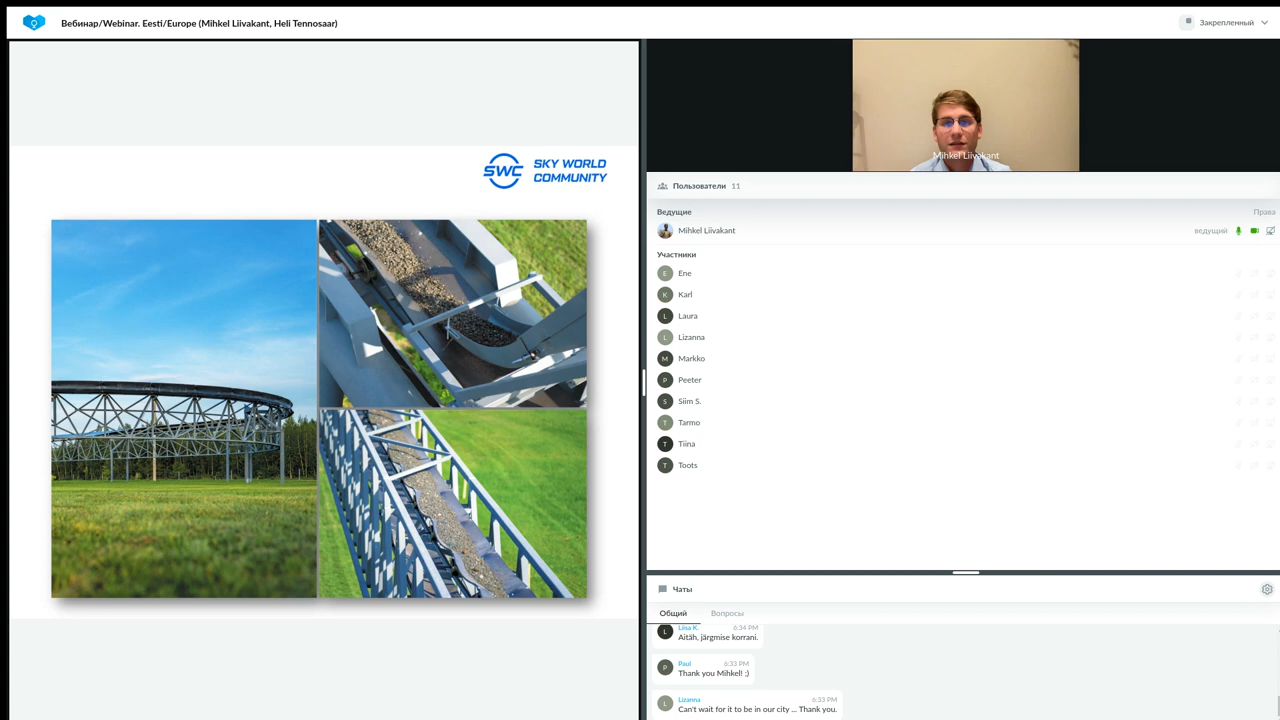 Вебинар/Webinar. Eesti/Europe (Mihkel Liivakant, Heli Tennosaar)
Закрепленный
SWC SKY WORLD
COMMUNITY
Mihkel Liivakant
Пользователи 11
Ведущие Права
Mihkel Liivakant ведущий
Участники
E Ene
K Karl
L Laura
L Lizanna
M Markko
P Peeter
S Siim S.
T Tarmo
T Tiina
T Toots
Чаты
Общий Вопросы
L Liisa K. 6:34 PM
Aitäh, järgmise korrani.
P Paul 6:33 PM
Thank you Mihkel! ;)
L Lizanna 6:33 PM
Can't wait for it to be in our city ... Thank you.